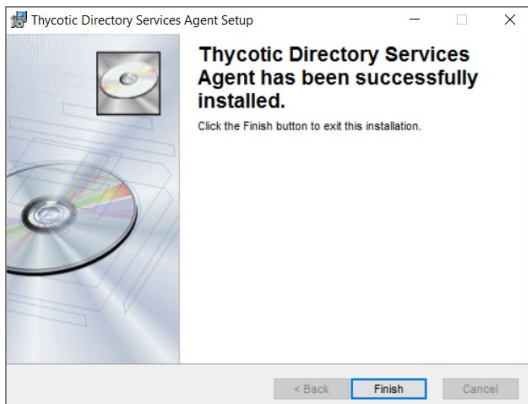 Thycotic Directory Services Agent Setup
Thycotic Directory Services
Agent has been successfully
installed.
Click the Finish button to exit this installation.
< Back
Finish
Cancel